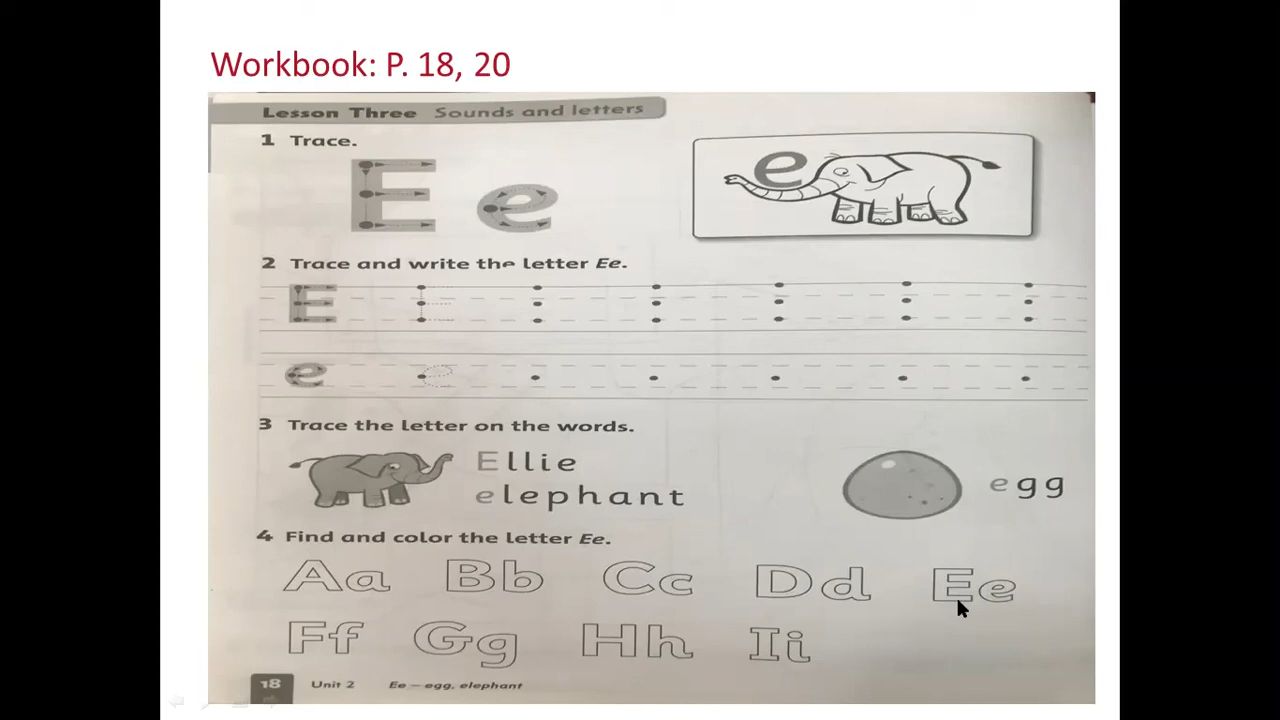 Workbook: P. 18, 20
Lesson Three Sounds and letters
1 Trace.
E e
e
2 Trace and write the letter Ee.
E
e
3 Trace the letter on the words.
Ellie
elephant
egg
4 Find and color the letter Ee.
Aa Bb Cc Dd Ee
Ff Gg Hh Ii
18 Unit 2 Ee – egg, elephant